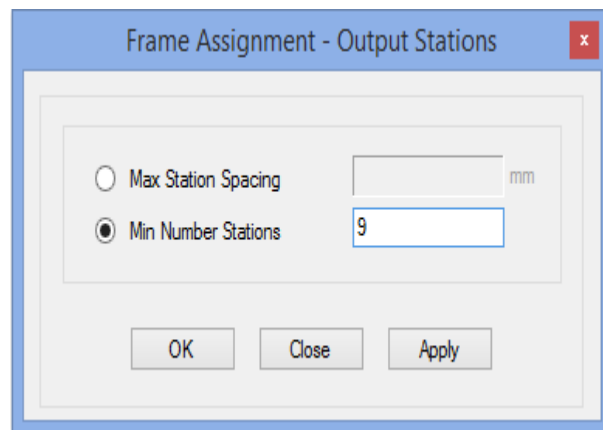 Frame Assignment - Output Stations
x
Max Station Spacing
mm
Min Number Stations
9
OK
Close
Apply